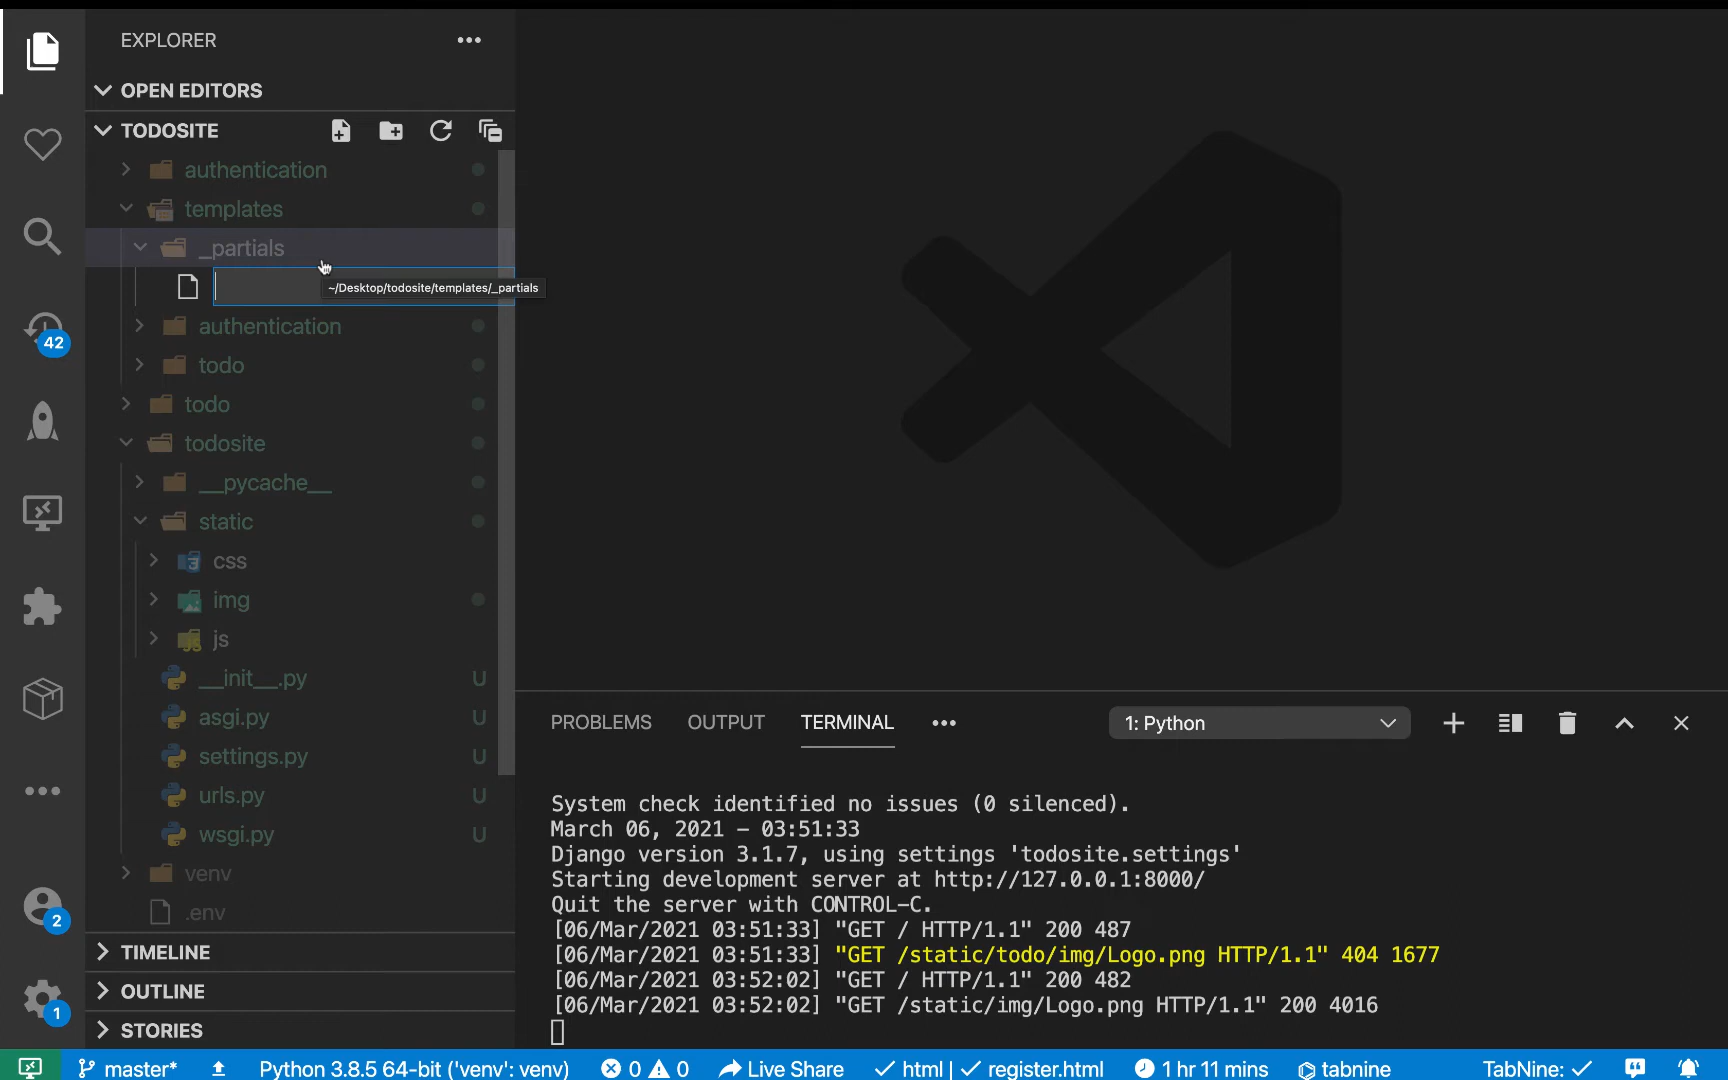 EXPLORER
OPEN EDITORS
TODOSITE
authentication
templates
_partials
~/Desktop/todosite/templates/_partials
authentication
todo
todo
todosite
__pycache__
static
css
img
js
__init__.py U
asgi.py U
settings.py U
urls.py U
wsgi.py U
venv
.env
TIMELINE
OUTLINE
STORIES
42
2
1
PROBLEMS OUTPUT TERMINAL 1: Python
System check identified no issues (0 silenced).
March 06, 2021 – 03:51:33
Django version 3.1.7, using settings 'todosite.settings'
Starting development server at http://127.0.0.1:8000/
Quit the server with CONTROL-C.
[06/Mar/2021 03:51:33] "GET / HTTP/1.1" 200 487
[06/Mar/2021 03:51:33] "GET /static/todo/img/Logo.png HTTP/1.1" 404 1677
[06/Mar/2021 03:52:02] "GET / HTTP/1.1" 200 482
[06/Mar/2021 03:52:02] "GET /static/img/Logo.png HTTP/1.1" 200 4016
master* Python 3.8.5 64-bit ('venv': venv) 0 0 Live Share ✓ html | ✓ register.html 1 hr 11 mins tabnine TabNine: ✓